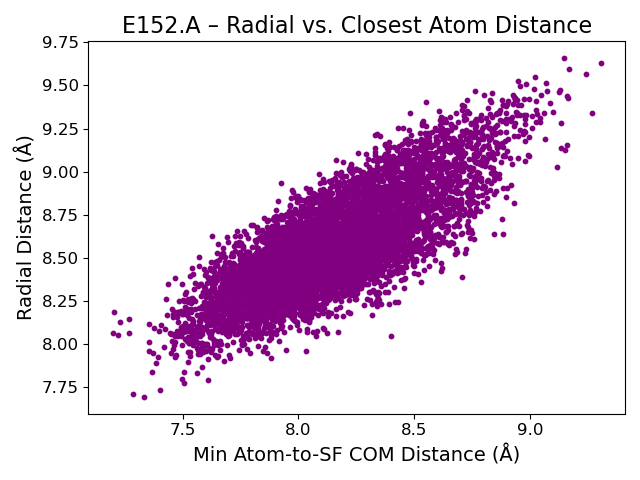 E152.A – Radial vs. Closest Atom Distance
9.75
9.50
9.25
9.00
8.75
8.50
8.25
8.00
7.75
Radial Distance (Å)
7.5 8.0 8.5 9.0
Min Atom-to-SF COM Distance (Å)